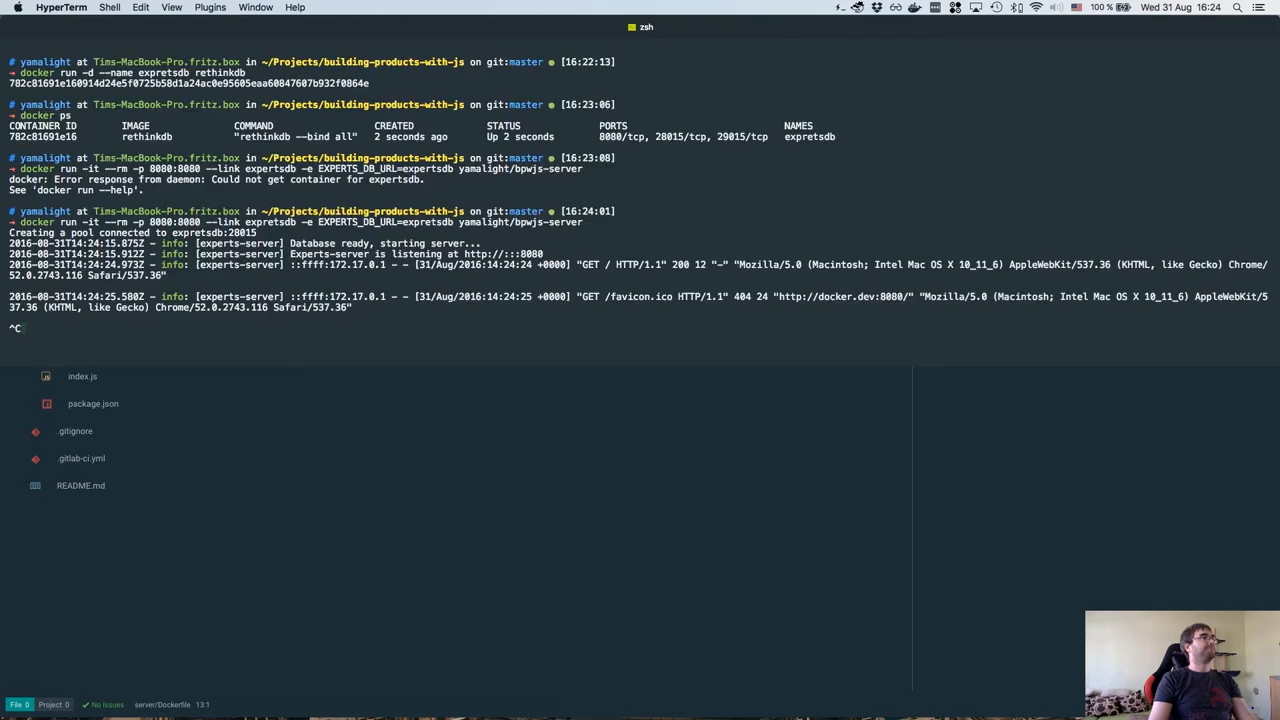 HyperTerm Shell Edit View Plugins Window Help 100 % Wed 31 Aug 16:24
zsh
# yamalight at Tims-MacBook-Pro.fritz.box in ~/Projects/building-products-with-js on git:master ● [16:22:13]
→ docker run -d --name expretsdb rethinkdb
782c81691e160914d24e5f0725b58d1a24ac0e95605eaa60847607b932f0864e
# yamalight at Tims-MacBook-Pro.fritz.box in ~/Projects/building-products-with-js on git:master ● [16:23:06]
→ docker ps
CONTAINER ID IMAGE COMMAND CREATED STATUS PORTS NAMES
782c81691e16 rethinkdb "rethinkdb --bind all" 2 seconds ago Up 2 seconds 8080/tcp, 28015/tcp, 29015/tcp expretsdb
# yamalight at Tims-MacBook-Pro.fritz.box in ~/Projects/building-products-with-js on git:master ● [16:23:08]
→ docker run -it --rm -p 8080:8080 --link expertsdb -e EXPERTS_DB_URL=expertsdb yamalight/bpwjs-server
docker: Error response from daemon: Could not get container for expertsdb.
See 'docker run --help'.
# yamalight at Tims-MacBook-Pro.fritz.box in ~/Projects/building-products-with-js on git:master ● [16:24:01]
→ docker run -it --rm -p 8080:8080 --link expretsdb -e EXPERTS_DB_URL=expretsdb yamalight/bpwjs-server
Creating a pool connected to expretsdb:28015
2016-08-31T14:24:15.875Z - info: [experts-server] Database ready, starting server...
2016-08-31T14:24:15.912Z - info: [experts-server] Experts-server is listening at http://:::8080
2016-08-31T14:24:24.973Z - info: [experts-server] ::ffff:172.17.0.1 - - [31/Aug/2016:14:24:24 +0000] "GET / HTTP/1.1" 200 12 "-" "Mozilla/5.0 (Macintosh; Intel Mac OS X 10_11_6) AppleWebKit/537.36 (KHTML, like Gecko) Chrome/
52.0.2743.116 Safari/537.36"
2016-08-31T14:24:25.580Z - info: [experts-server] ::ffff:172.17.0.1 - - [31/Aug/2016:14:24:25 +0000] "GET /favicon.ico HTTP/1.1" 404 24 "http://docker.dev:8080/" "Mozilla/5.0 (Macintosh; Intel Mac OS X 10_11_6) AppleWebKit/5
37.36 (KHTML, like Gecko) Chrome/52.0.2743.116 Safari/537.36"
^C
index.js
package.json
.gitignore
.gitlab-ci.yml
README.md
File 0 Project 0 No Issues server/Dockerfile 13:1